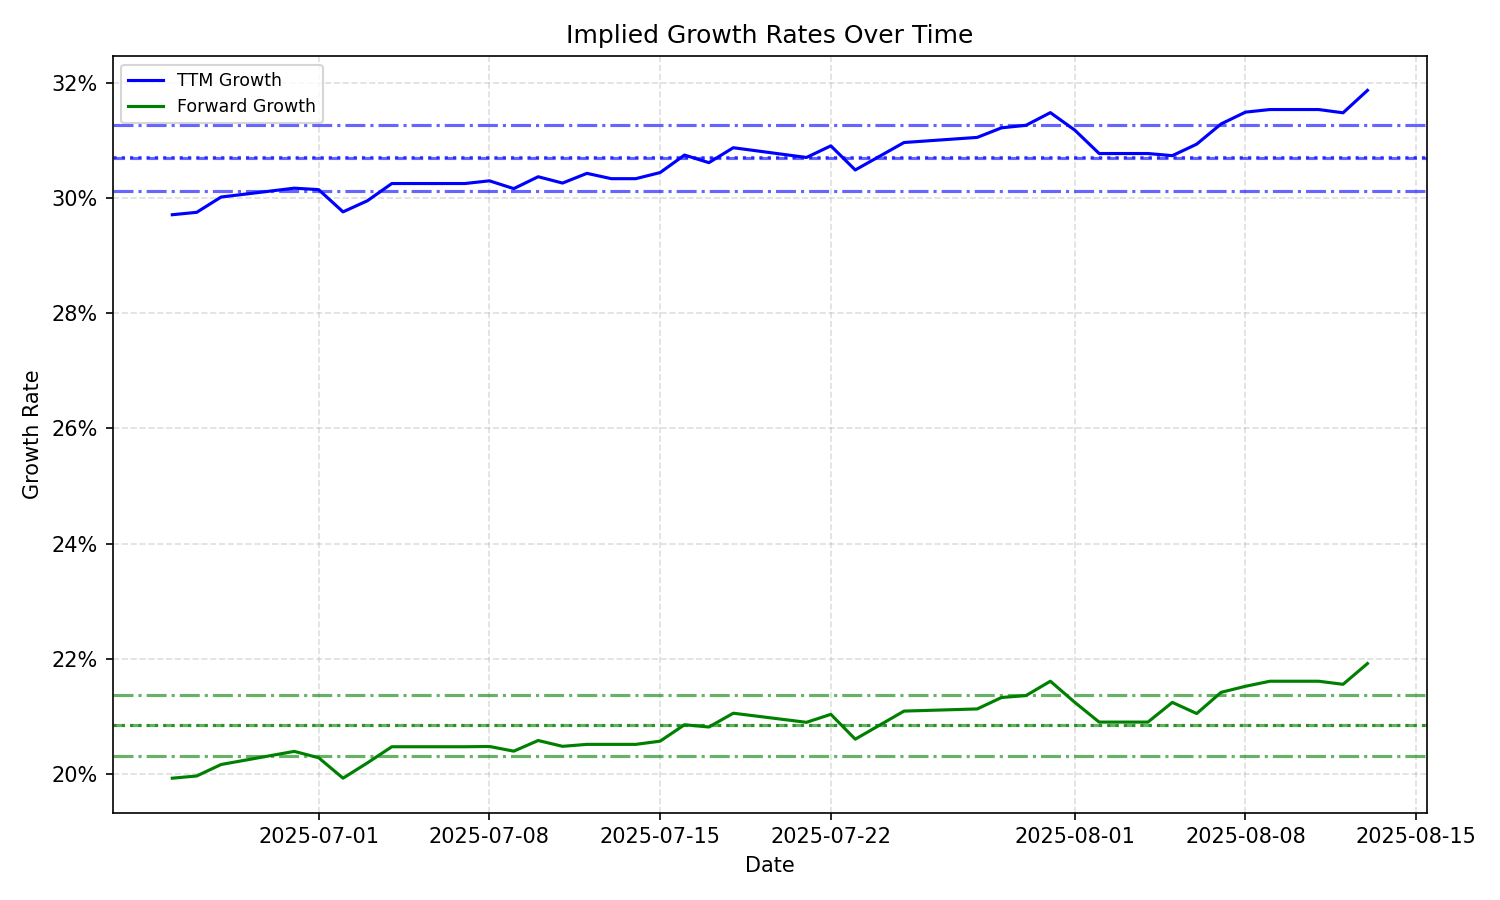 Implied Growth Rates Over Time
TTM Growth
Forward Growth
32%
30%
28%
26%
24%
22%
20%
Growth Rate
2025-07-01
2025-07-08
2025-07-15
2025-07-22
2025-08-01
2025-08-08
2025-08-15
Date